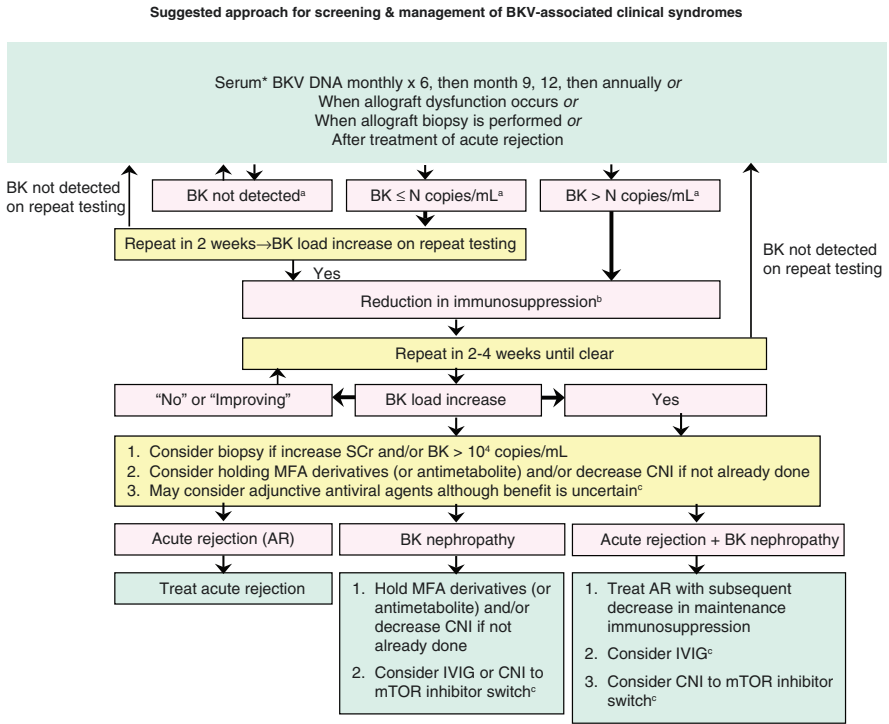 Suggested approach for screening & management of BKV-associated clinical syndromes
Serum* BKV DNA monthly x 6, then month 9, 12, then annually or
When allograft dysfunction occurs or
When allograft biopsy is performed or
After treatment of acute rejection
BK not detected
on repeat testing
BK not detectedᵃ
BK ≤ N copies/mLᵃ
BK > N copies/mLᵃ
Repeat in 2 weeks→BK load increase on repeat testing
BK not detected
on repeat testing
Yes
Reduction in immunosuppressionᵇ
Repeat in 2-4 weeks until clear
“No” or “Improving”
BK load increase
Yes
1. Consider biopsy if increase SCr and/or BK > 10⁴ copies/mL
2. Consider holding MFA derivatives (or antimetabolite) and/or decrease CNI if not already done
3. May consider adjunctive antiviral agents although benefit is uncertainᶜ
Acute rejection (AR)
BK nephropathy
Acute rejection + BK nephropathy
Treat acute rejection
1. Hold MFA derivatives (or
antimetabolite) and/or
decrease CNI if not
already done
2. Consider IVIG or CNI to
mTOR inhibitor switchᶜ
1. Treat AR with subsequent
decrease in maintenance
immunosuppression
2. Consider IVIGᶜ
3. Consider CNI to mTOR inhibitor
switchᶜ